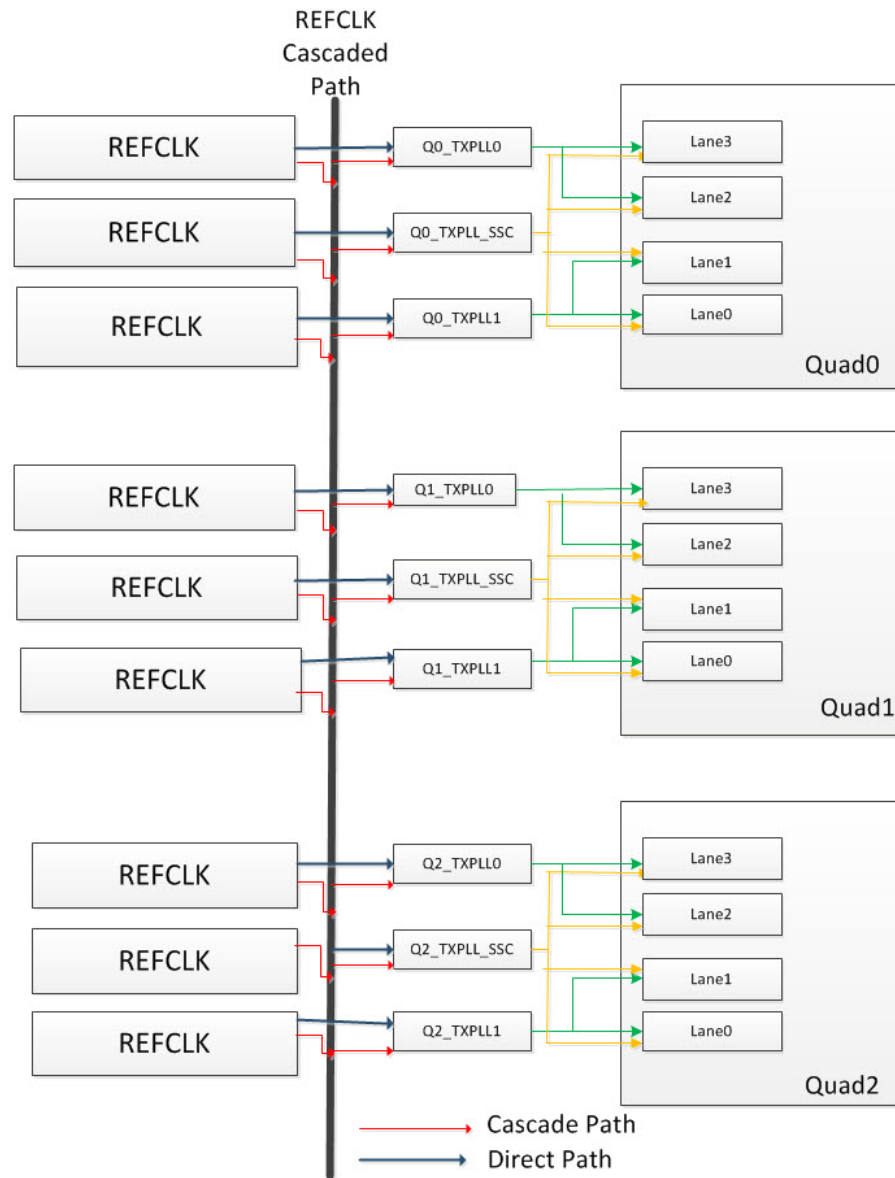 REFCLK
Cascaded
Path
REFCLK
Q0_TXPLL0
Lane3
Lane2
REFCLK
Q0_TXPLL_SSC
Lane1
REFCLK
Q0_TXPLL1
Lane0
Quad0
REFCLK
Q1_TXPLL0
Lane3
Lane2
REFCLK
Q1_TXPLL_SSC
Lane1
REFCLK
Q1_TXPLL1
Lane0
Quad1
REFCLK
Q2_TXPLL0
Lane3
Lane2
REFCLK
Q2_TXPLL_SSC
Lane1
REFCLK
Q2_TXPLL1
Lane0
Quad2
Cascade Path
Direct Path